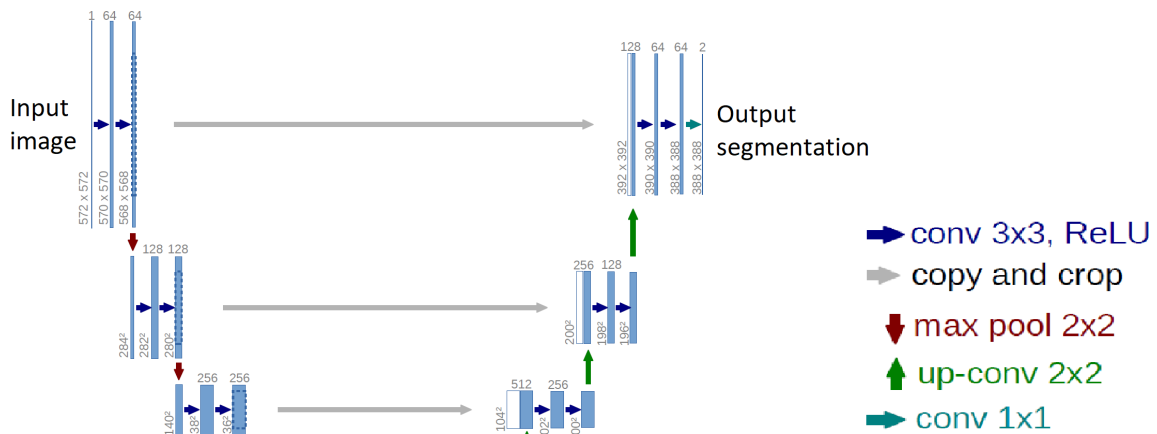 1 64 64
128 64 64 2
Input
image
Output
segmentation
572 x 572
570 x 570
568 x 568
392 x 392
390 x 390
388 x 388
388 x 388
128 128
256 128
284²
282²
280²
200²
198²
196²
256 256
512 256
140²
104²
conv 3x3, ReLU
copy and crop
max pool 2x2
up-conv 2x2
conv 1x1